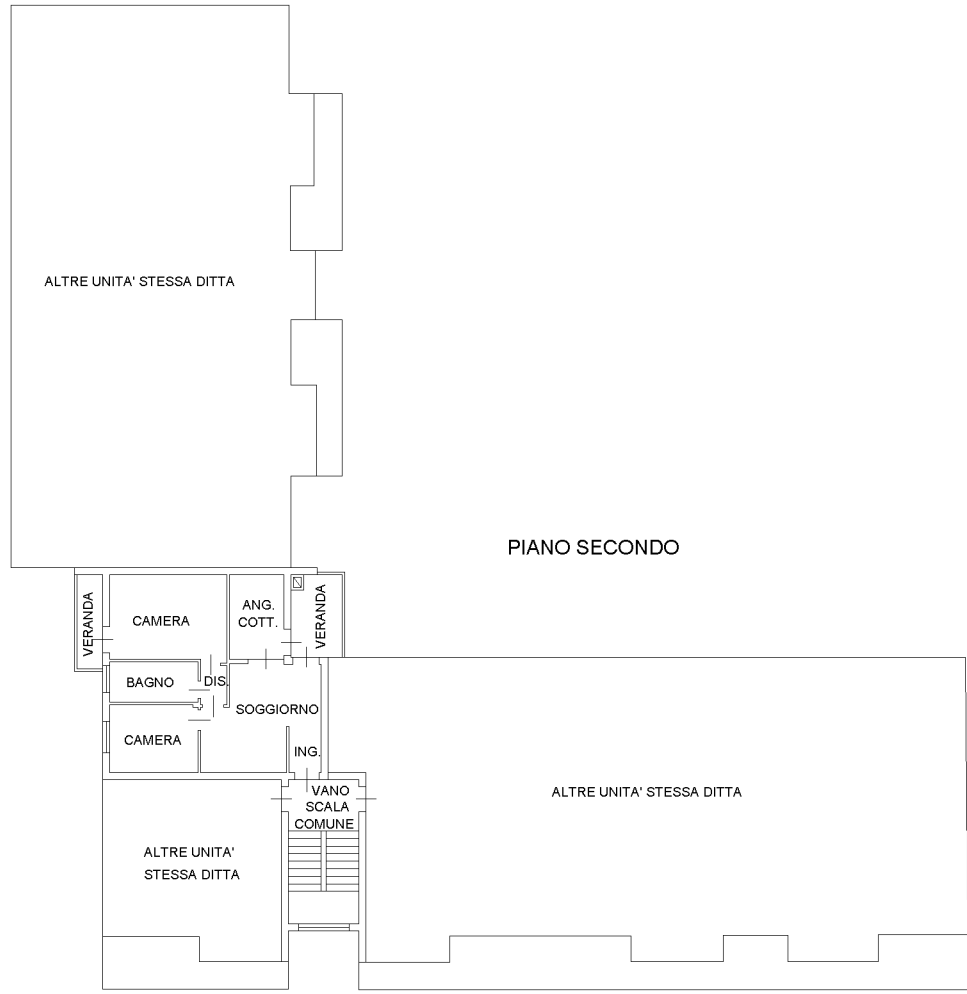 ALTRE UNITA' STESSA DITTA
PIANO SECONDO
VERANDA
CAMERA
ANG.
COTT.
VERANDA
BAGNO
DIS.
SOGGIORNO
CAMERA
ING.
VANO
SCALA
COMUNE
ALTRE UNITA' STESSA DITTA
ALTRE UNITA'
STESSA DITTA